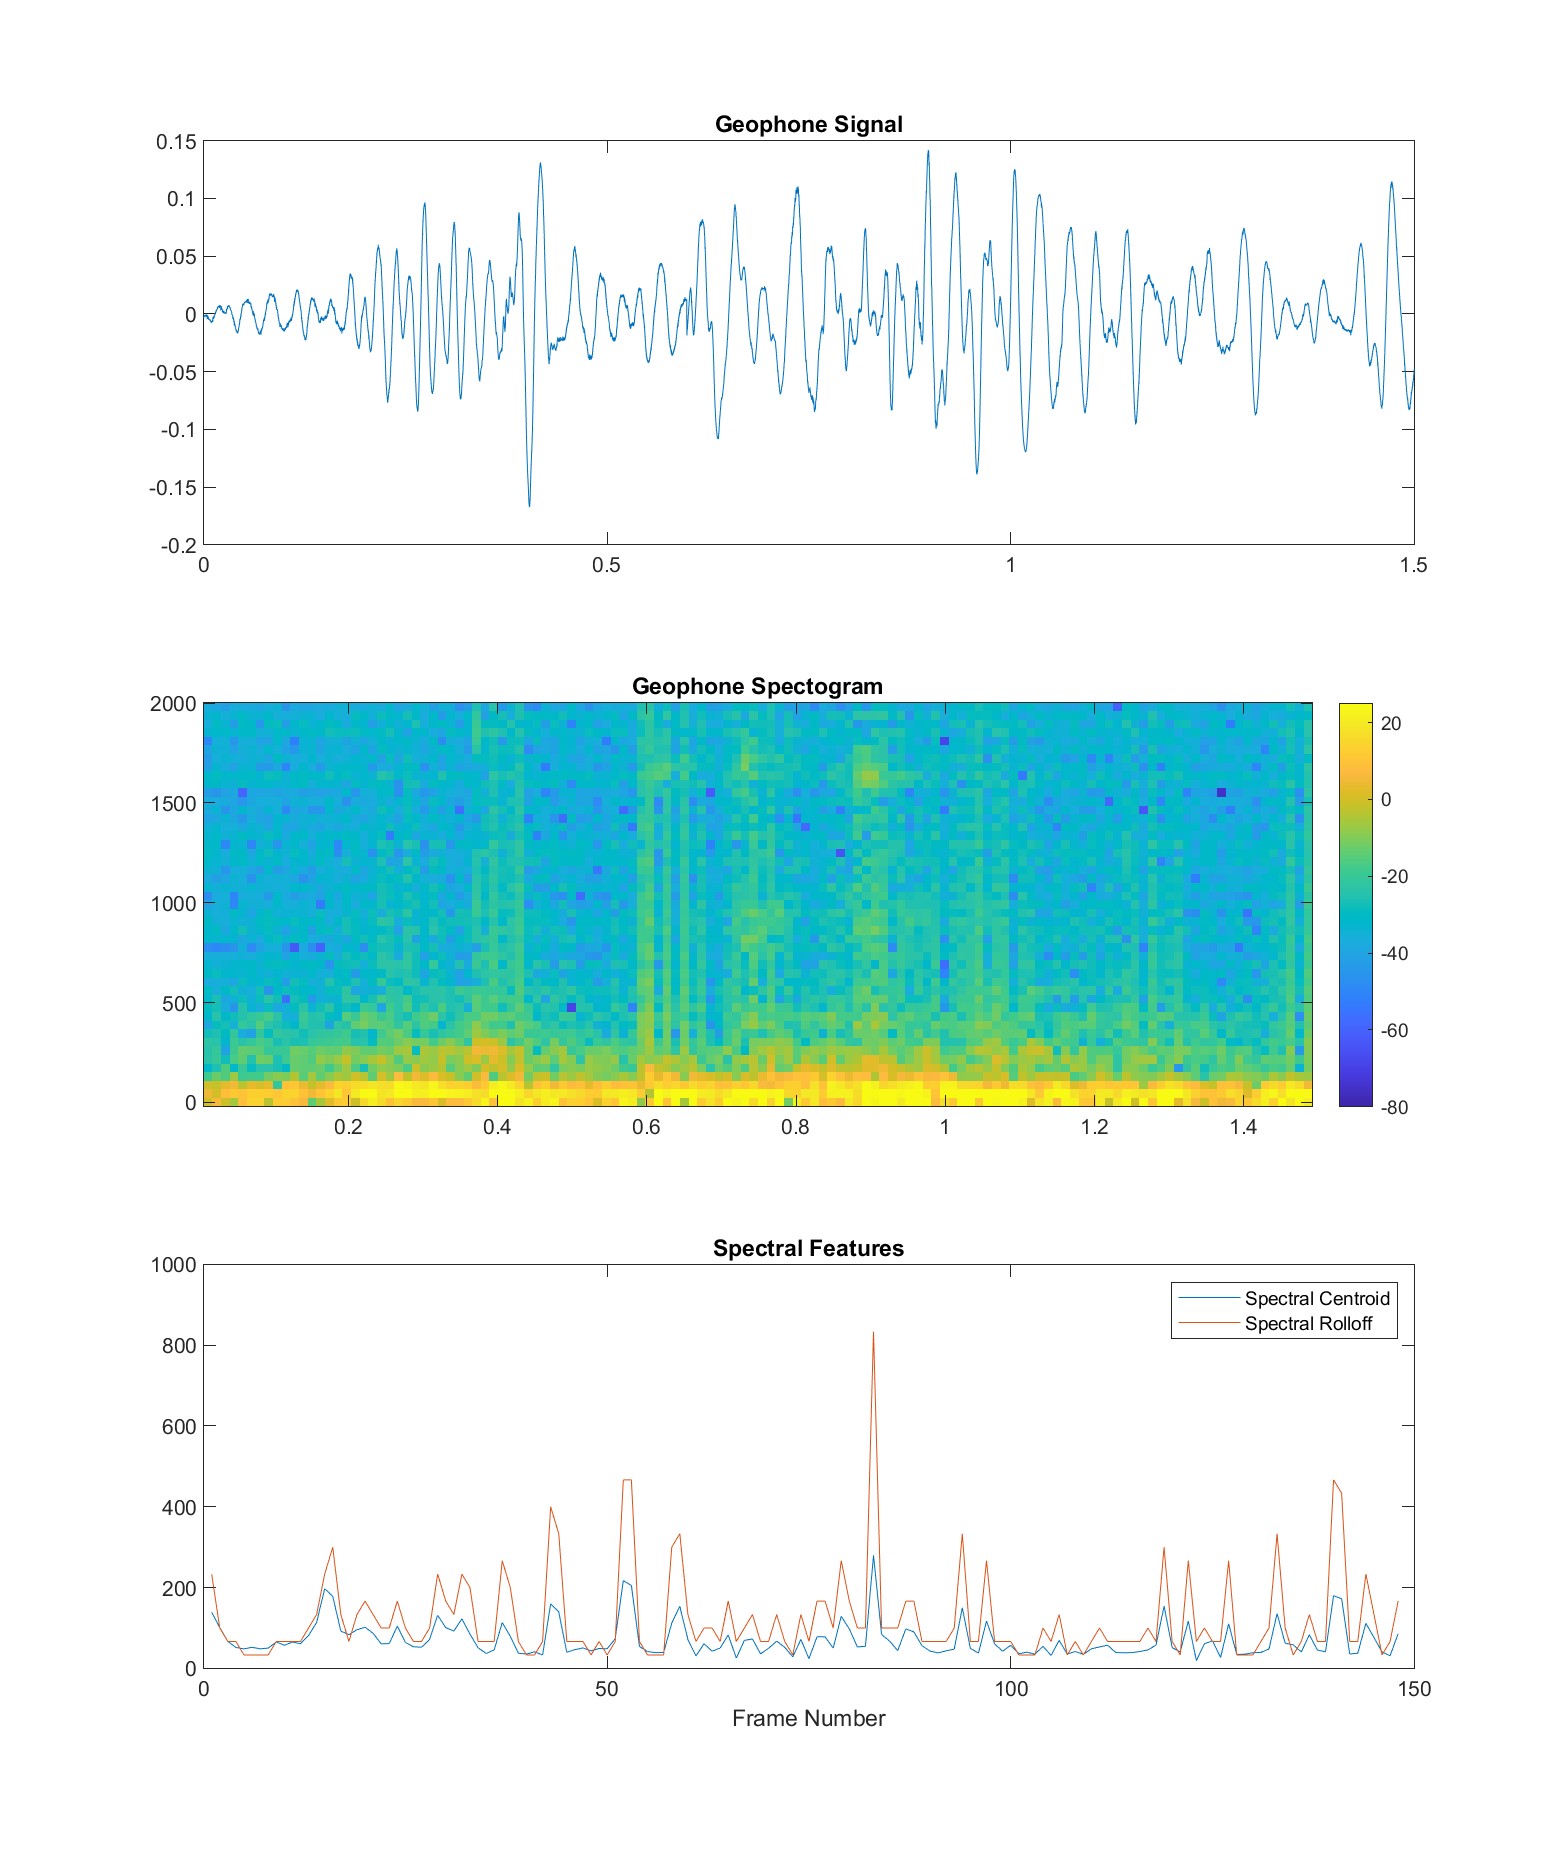 Geophone Signal
0.15
0.1
0.05
0
-0.05
-0.1
-0.15
-0.2
0 0.5 1 1.5
Geophone Spectogram
2000
1500
1000
500
0
0.2 0.4 0.6 0.8 1 1.2 1.4
20
0
-20
-40
-60
-80
Spectral Features
1000
800
600
400
200
0
Spectral Centroid
Spectral Rolloff
0 50 100 150
Frame Number